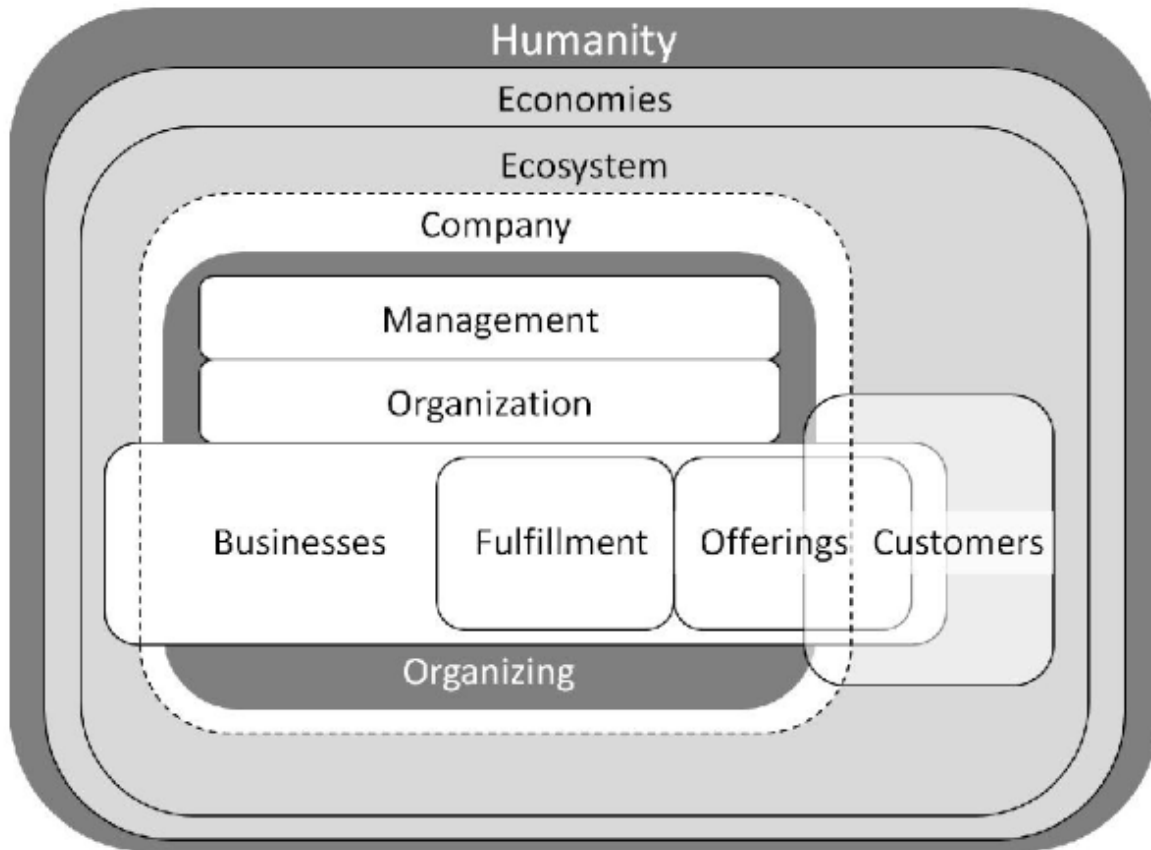 Humanity
Economies
Ecosystem
Company
Management
Organization
Businesses Fulfillment Offerings Customers
Organizing